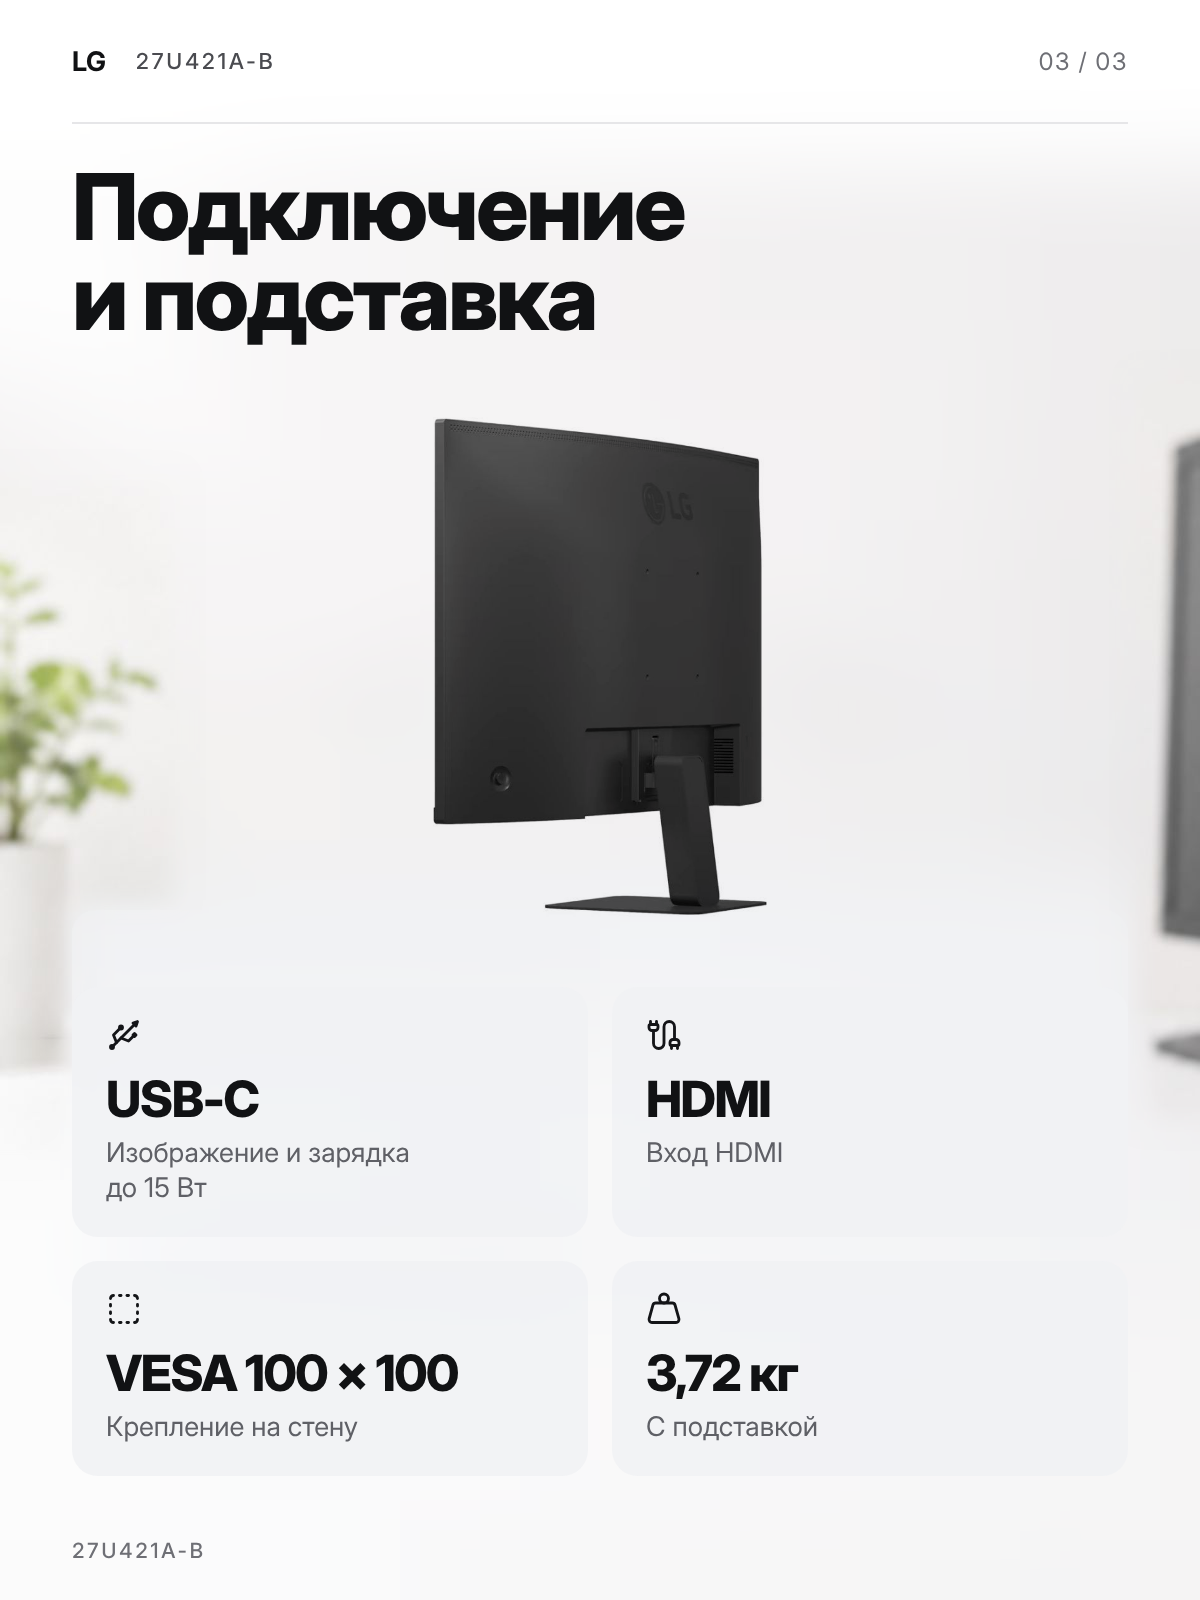 LG 27U421A-B 03 / 03
Подключение
и подставка
LG
USB-C
Изображение и зарядка
до 15 Вт
HDMI
Вход HDMI
VESA 100 × 100
Крепление на стену
3,72 кг
С подставкой
27U421A-B